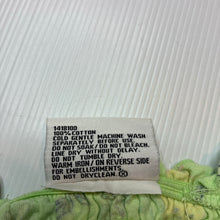 1418100
100%COTTON
COLD GENTLE MACHINE WASH
SEPARATELY BEFORE USE.
DO NOT SOAK/ DO NOT BLEACH.
LINE DRY WITHOUT DELAY.
DO NOT TUMBLE DRY.
WARM IRON/ ON REVERSE SIDE
FOR EMBELLISHMENTS.
DO NOT DRYCLEAN.